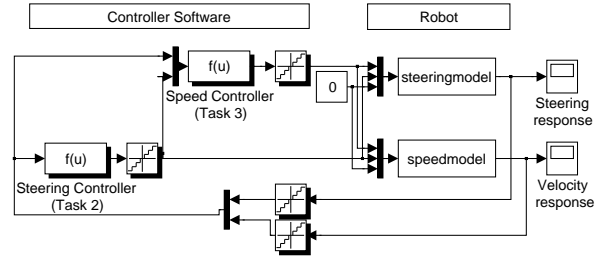 Controller Software
Robot
f(u)
Speed Controller
(Task 3)
0
steeringmodel
Steering
response
f(u)
Steering Controller
(Task 2)
speedmodel
Velocity
response